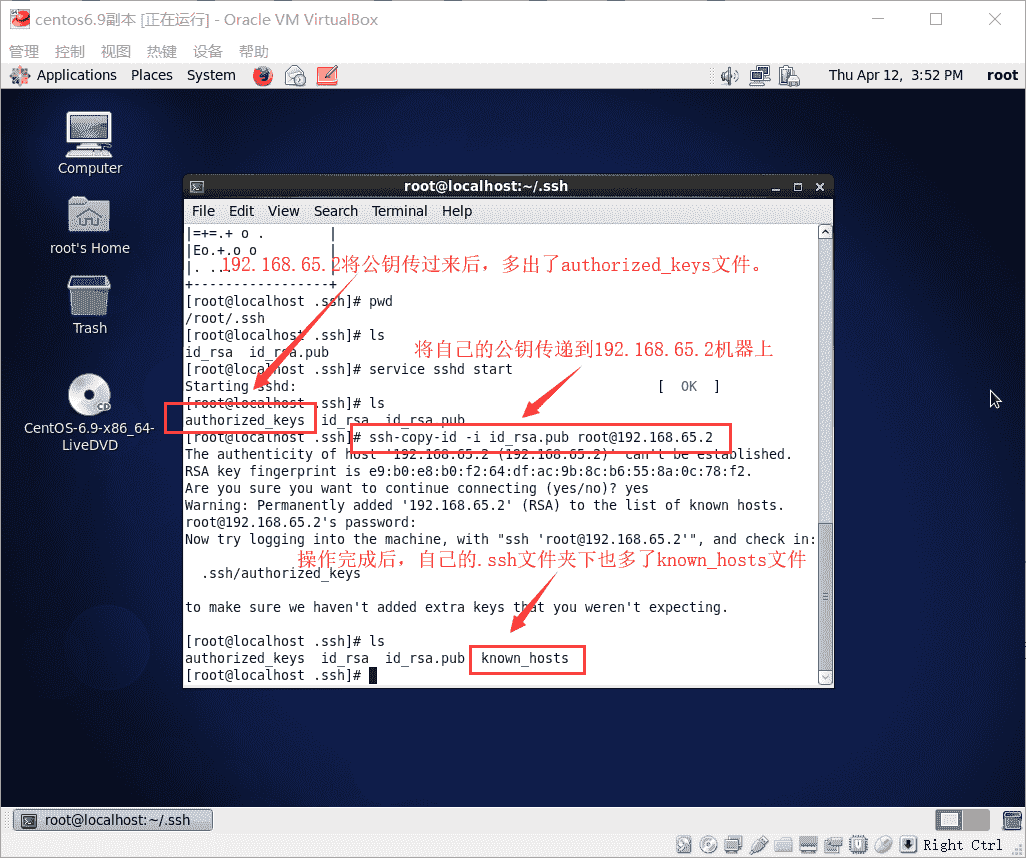 centos6.9副本 [正在运行] - Oracle VM VirtualBox
管理 控制 视图 热键 设备 帮助
Applications Places System Thu Apr 12, 3:52 PM root
Computer
root's Home
Trash
CD
CentOS-6.9-x86_64-
LiveDVD
root@localhost:~/.ssh
File Edit View Search Terminal Help
|=+=.+ o . |
|Eo.+.o o |
|. ... 
192.168.65.2将公钥传过来后，多出了authorized_keys文件。
+-----------------+
[root@localhost .ssh]# pwd
/root/.ssh
[root@localhost .ssh]# ls
id_rsa id_rsa.pub
将自己的公钥传递到192.168.65.2机器上
[root@localhost .ssh]# service sshd start
Starting sshd: [ OK ]
[root@localhost .ssh]# ls
authorized_keys id_rsa id_rsa.pub
[root@localhost .ssh]# ssh-copy-id -i id_rsa.pub root@192.168.65.2
The authenticity of host '192.168.65.2 (192.168.65.2)' can't be established.
RSA key fingerprint is e9:b0:e8:b0:f2:64:df:ac:9b:8c:b6:55:8a:0c:78:f2.
Are you sure you want to continue connecting (yes/no)? yes
Warning: Permanently added '192.168.65.2' (RSA) to the list of known hosts.
root@192.168.65.2's password:
Now try logging into the machine, with "ssh 'root@192.168.65.2'", and check in:
操作完成后，自己的.ssh文件夹下也多了known_hosts文件
.ssh/authorized_keys
to make sure we haven't added extra keys that you weren't expecting.
[root@localhost .ssh]# ls
authorized_keys id_rsa id_rsa.pub known_hosts
[root@localhost .ssh]#
root@localhost:~/.ssh
Right Ctrl